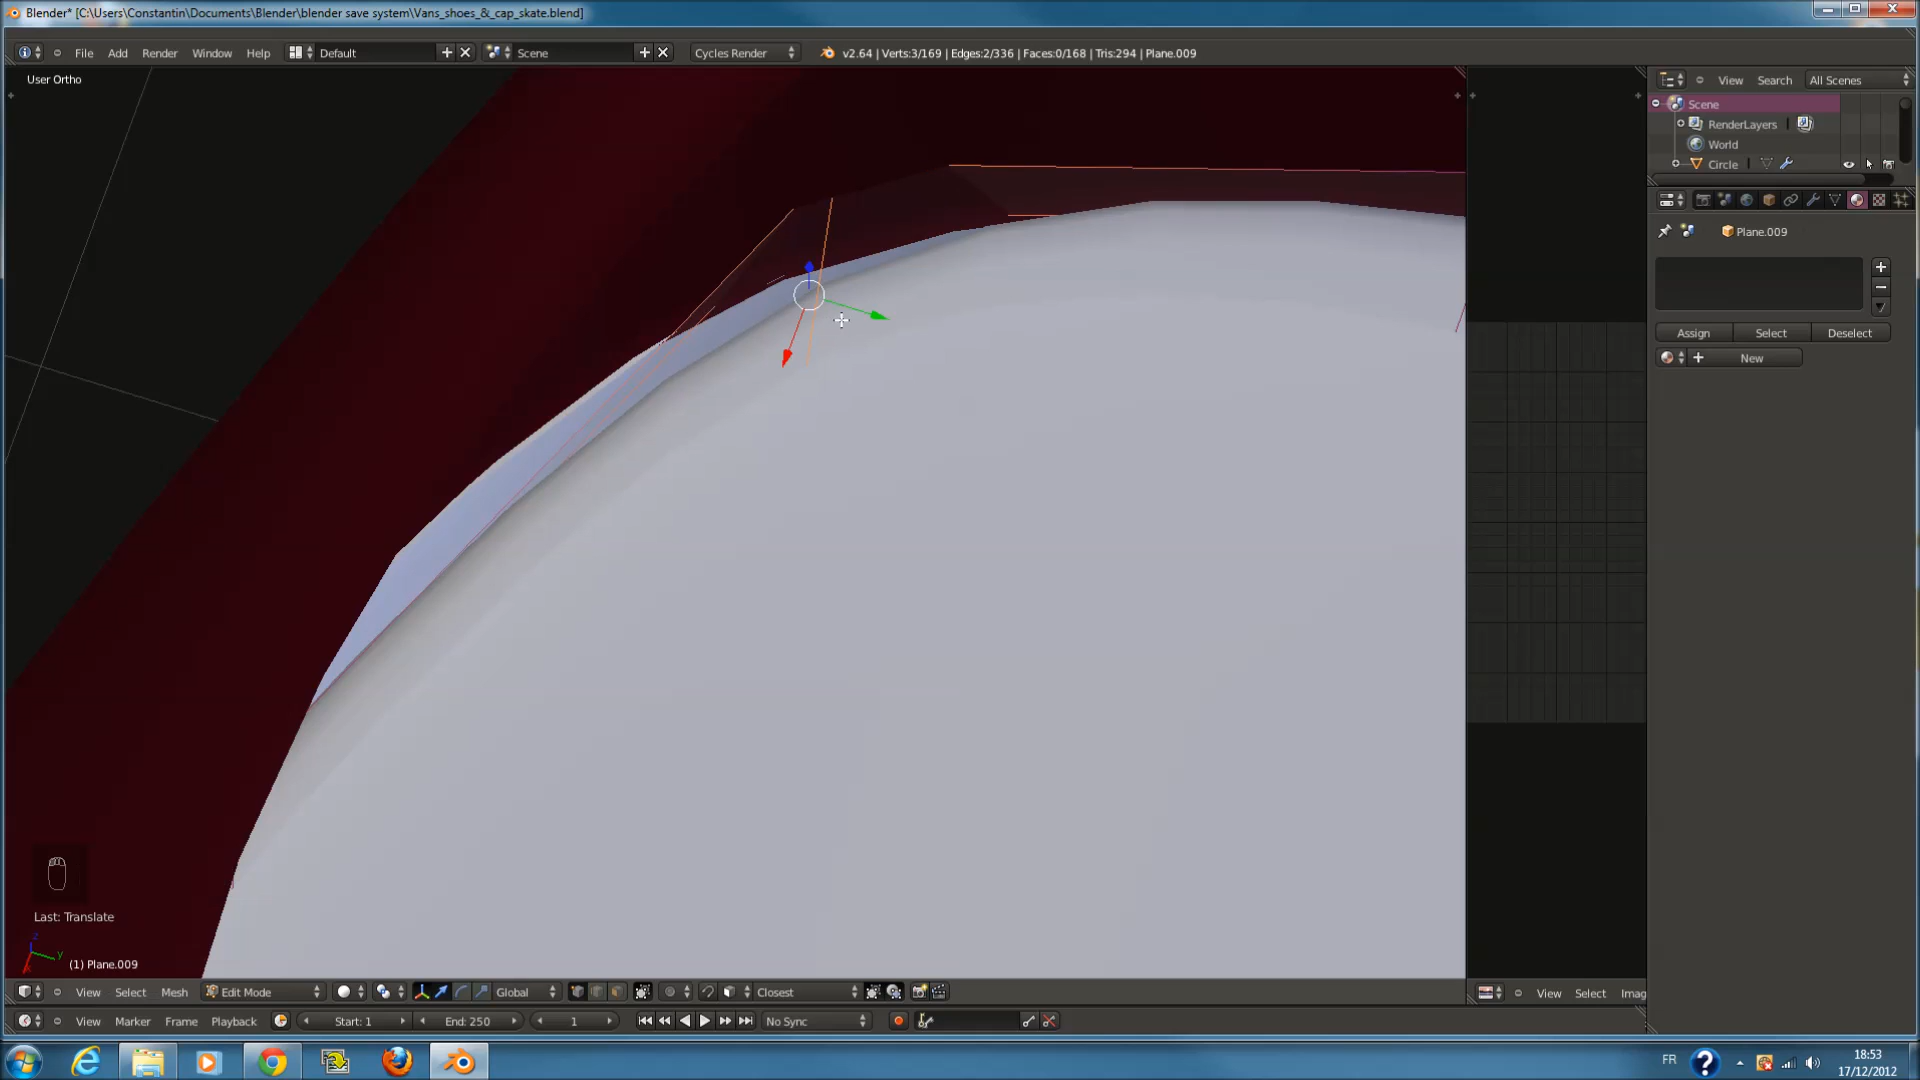 Blender* [C:\Users\Constantin\Documents\Blender\blender save system\Vans_shoes_&_cap_skate.blend]
File Add Render Window Help Default Scene Cycles Render v2.64 | Verts:3/169 | Edges:2/336 | Faces:0/168 | Tris:294 | Plane.009
User Ortho
View Search All Scenes
Scene
RenderLayers
World
Circle
Plane.009
Assign Select Deselect
New
Last: Translate
z
y
x
(1) Plane.009
View Select Mesh Edit Mode Global Closest
View Select Imag
View Marker Frame Playback Start: 1 End: 250 1 No Sync
FR
18:53
17/12/2012